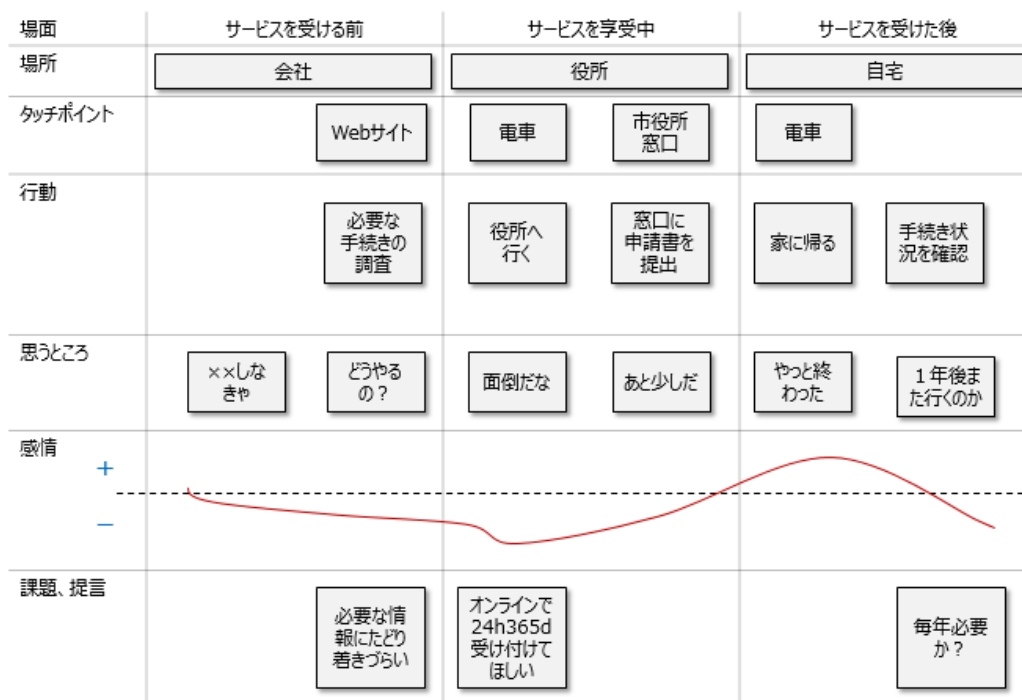 場面
サービスを受ける前
サービスを享受中
サービスを受けた後
場所
会社
役所
自宅
タッチポイント
Webサイト
電車
市役所
窓口
電車
行動
必要な
手続きの
調査
役所へ
行く
窓口に
申請書を
提出
家に帰る
手続き状
況を確認
思うところ
××しな
きゃ
どうやる
の？
面倒だな
あと少しだ
やっと終
わった
１年後ま
た行くのか
感情
+
−
課題、提言
必要な情
報にたどり
着きづらい
オンラインで
24h365d
受け付けて
ほしい
毎年必要
か？